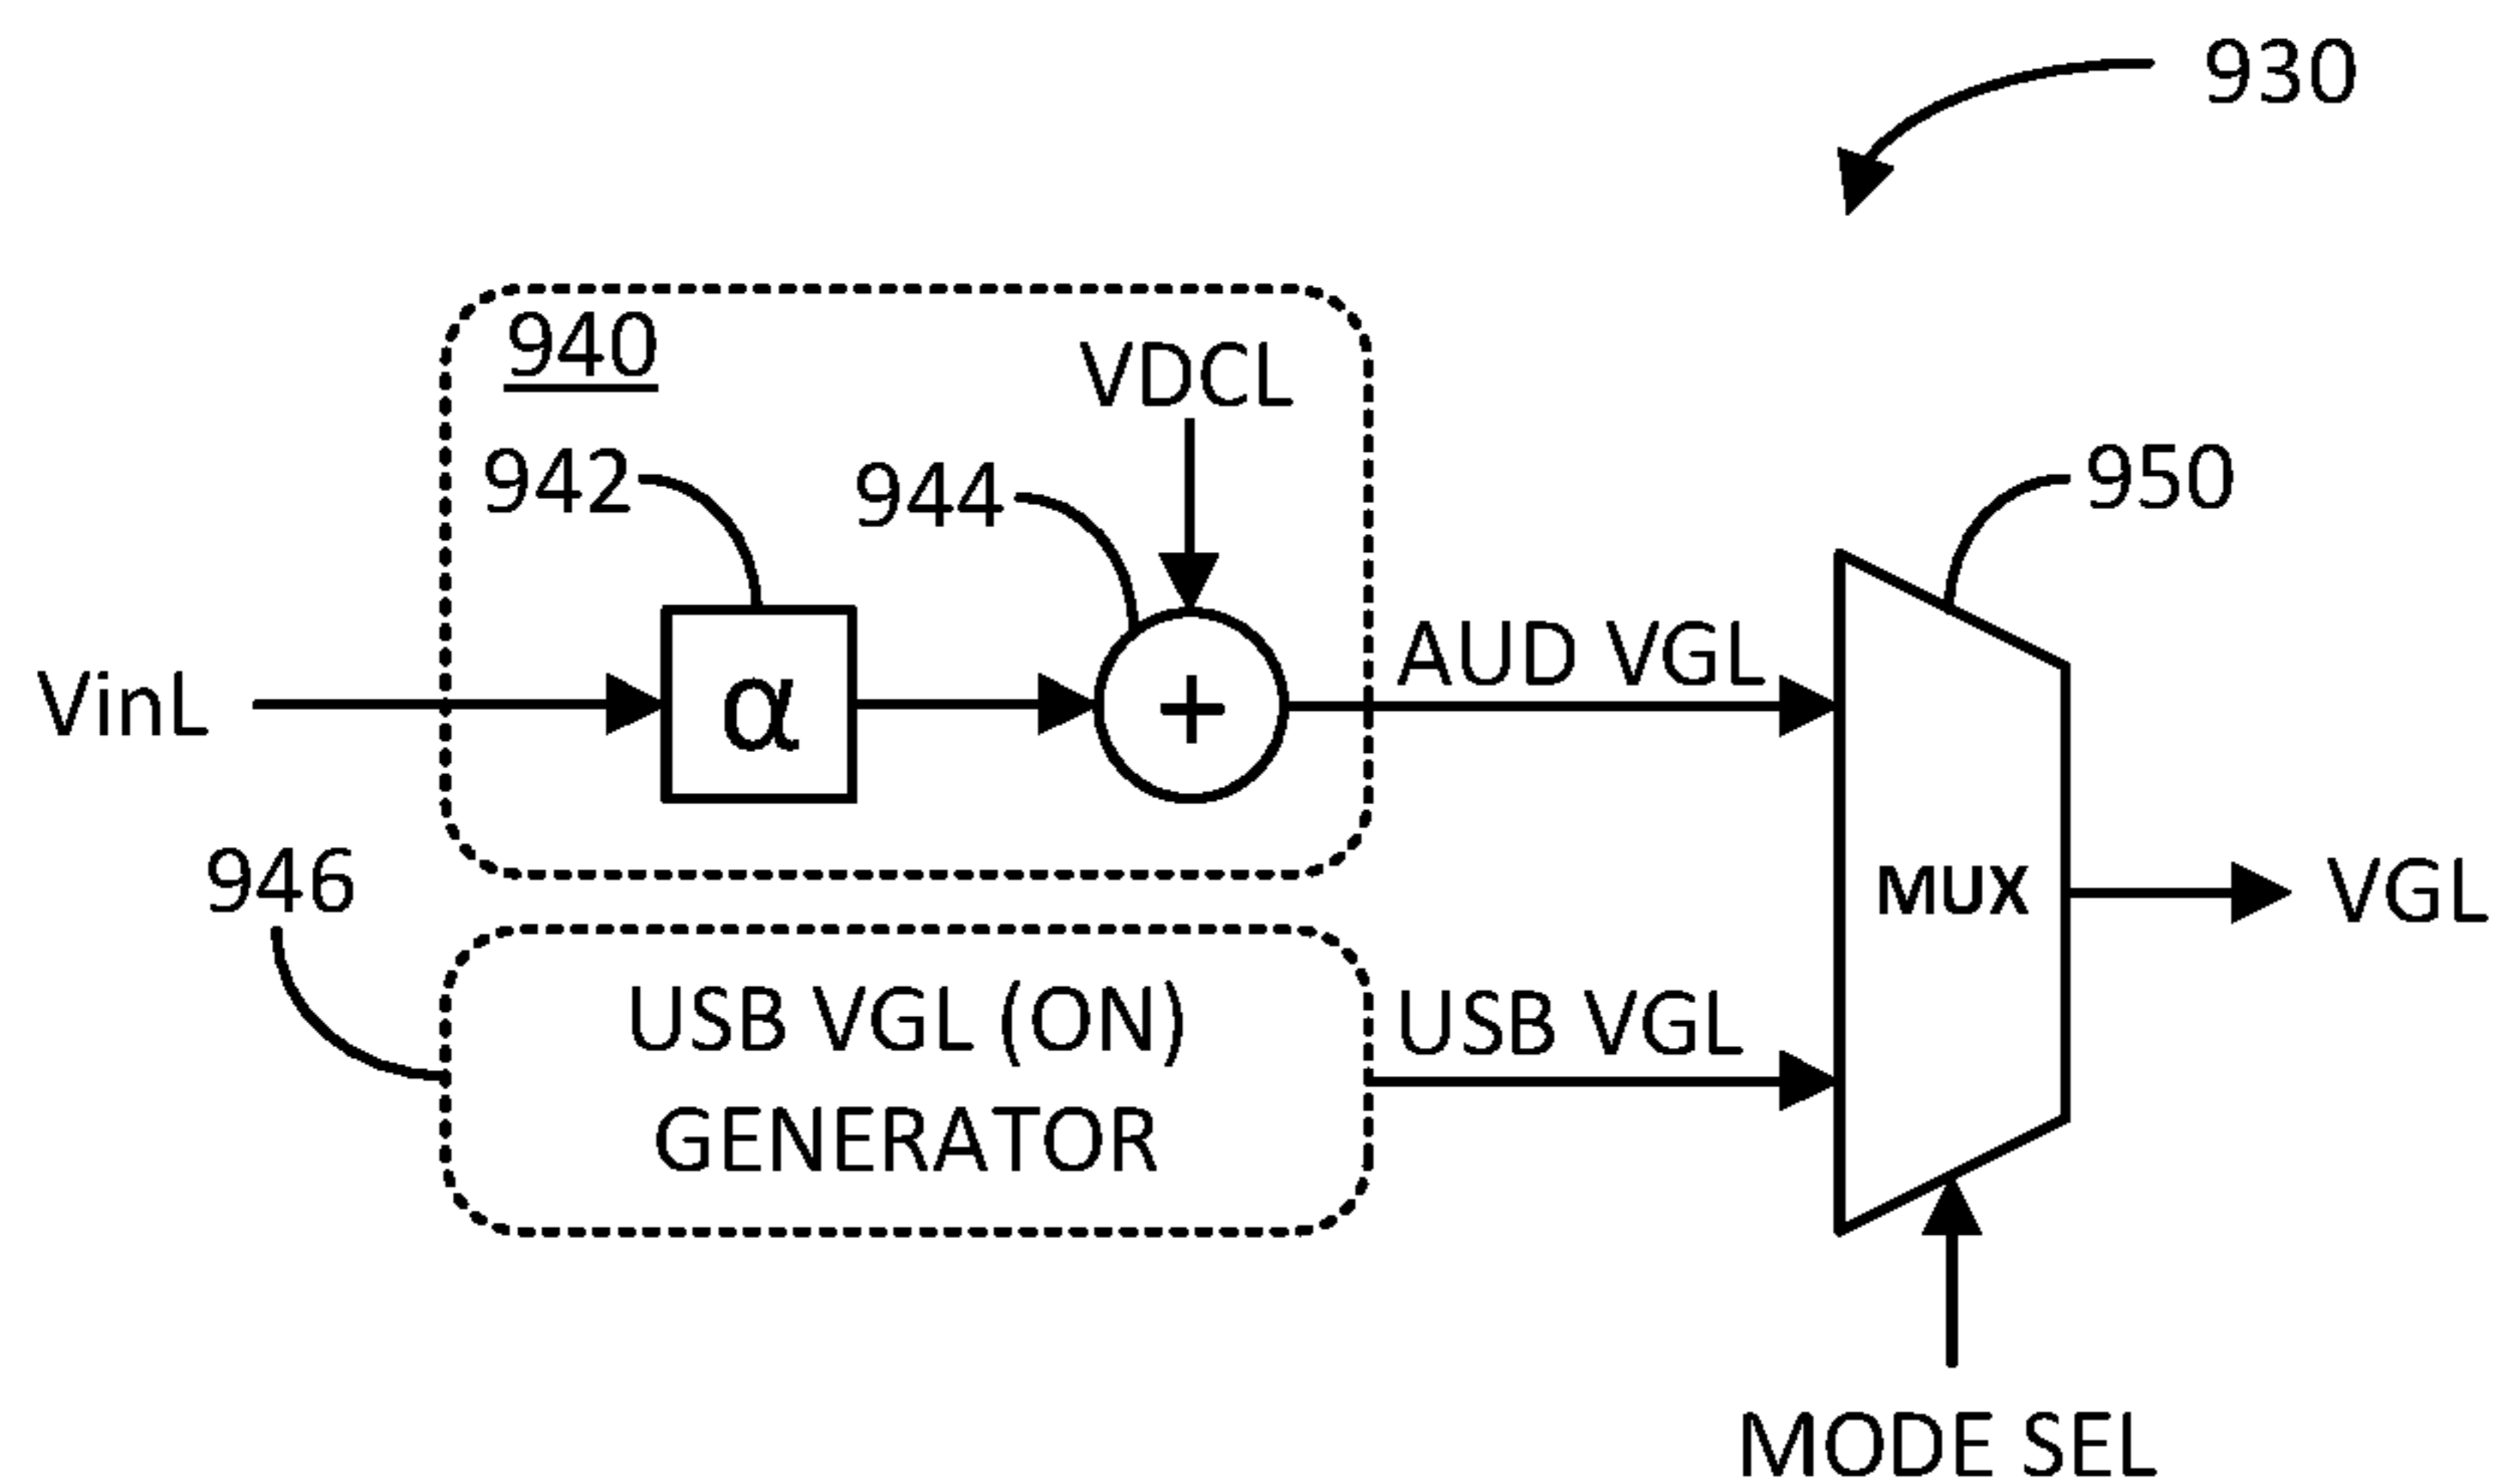 930
940
VDCL
942
944
950
VinL
α
+
AUD VGL
946
MUX
VGL
USB VGL (ON)
GENERATOR
USB VGL
MODE SEL